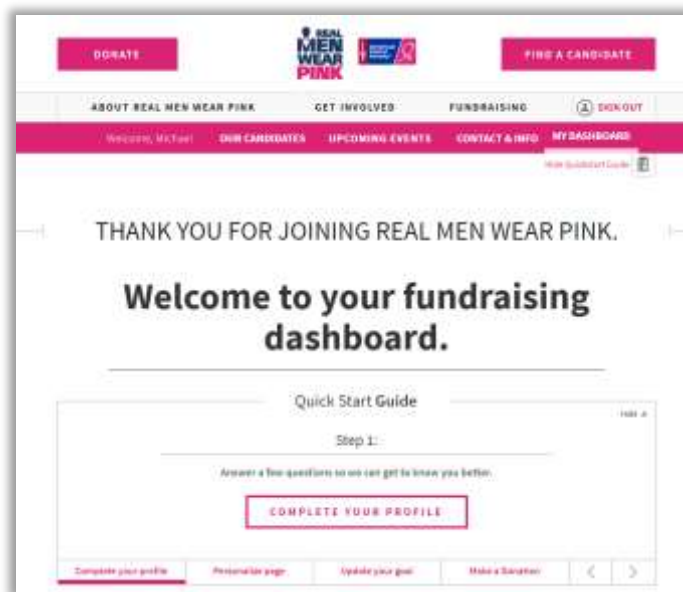 DONATE
REAL
MEN
WEAR
PINK
FIND A CANDIDATE
ABOUT REAL MEN WEAR PINK GET INVOLVED FUNDRAISING SIGN OUT
Welcome, Michael OUR CANDIDATES UPCOMING EVENTS CONTACT & INFO MY DASHBOARD
Hide Quickstart Guide
THANK YOU FOR JOINING REAL MEN WEAR PINK.
Welcome to your fundraising
dashboard.
Quick Start Guide
HIDE
Step 1:
Answer a few questions so we can get to know you better.
COMPLETE YOUR PROFILE
Complete your profile Personalize page Update your goal Make a Donation